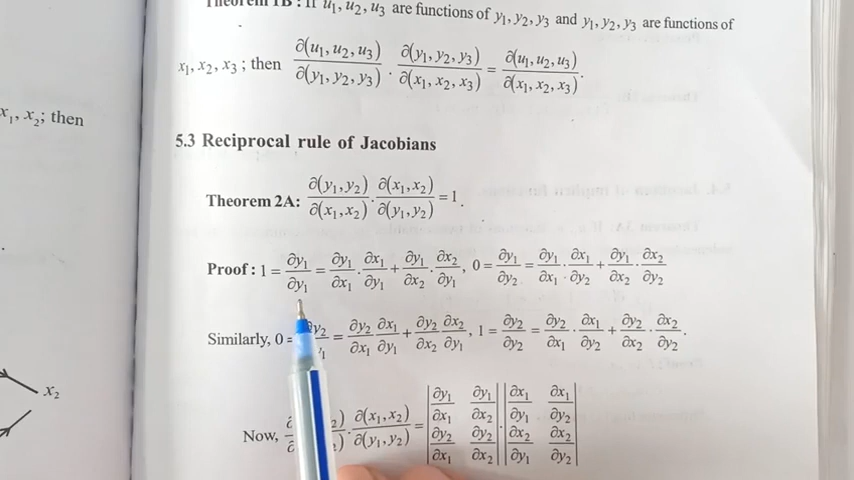 x₁, x₂; then
x₂
Theorem 1B : If u₁, u₂, u₃ are functions of y₁, y₂, y₃ and y₁, y₂, y₃ are functions of
x₁, x₂, x₃ ; then ∂(u₁, u₂, u₃)/∂(y₁, y₂, y₃) · ∂(y₁, y₂, y₃)/∂(x₁, x₂, x₃) = ∂(u₁, u₂, u₃)/∂(x₁, x₂, x₃).
5.3 Reciprocal rule of Jacobians
Theorem 2A: ∂(y₁, y₂)/∂(x₁, x₂) · ∂(x₁, x₂)/∂(y₁, y₂) = 1.
Proof : 1 = ∂y₁/∂y₁ = ∂y₁/∂x₁ · ∂x₁/∂y₁ + ∂y₁/∂x₂ · ∂x₂/∂y₁, 0 = ∂y₁/∂y₂ = ∂y₁/∂x₁ · ∂x₁/∂y₂ + ∂y₁/∂x₂ · ∂x₂/∂y₂
Similarly, 0 = ∂y₂/ ₁ = ∂y₂/∂x₁ ∂x₁/∂y₁ + ∂y₂/∂x₂ ∂x₂/∂y₁, 1 = ∂y₂/∂y₂ = ∂y₂/∂x₁ · ∂x₁/∂y₂ + ∂y₂/∂x₂ · ∂x₂/∂y₂.
Now, ₂) · ∂(x₁, x₂)/∂(y₁, y₂) = |∂y₁/∂x₁ ∂y₁/∂x₂; ∂y₂/∂x₁ ∂y₂/∂x₂| · |∂x₁/∂y₁ ∂x₁/∂y₂; ∂x₂/∂y₁ ∂x₂/∂y₂|